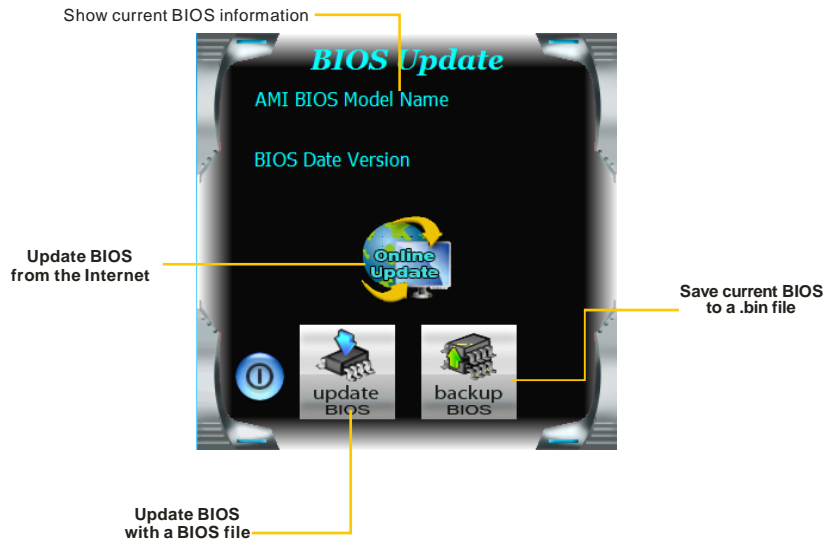 Show current BIOS information
BIOS Update
AMI BIOS Model Name
BIOS Date Version
Update BIOS
from the Internet
Online
Update
Save current BIOS
to a .bin file
update
BIOS
backup
BIOS
Update BIOS
with a BIOS file